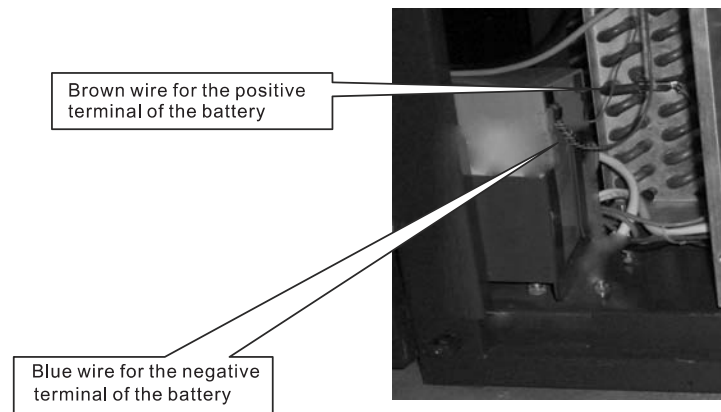 Brown wire for the positive
terminal of the battery
Blue wire for the negative
terminal of the battery